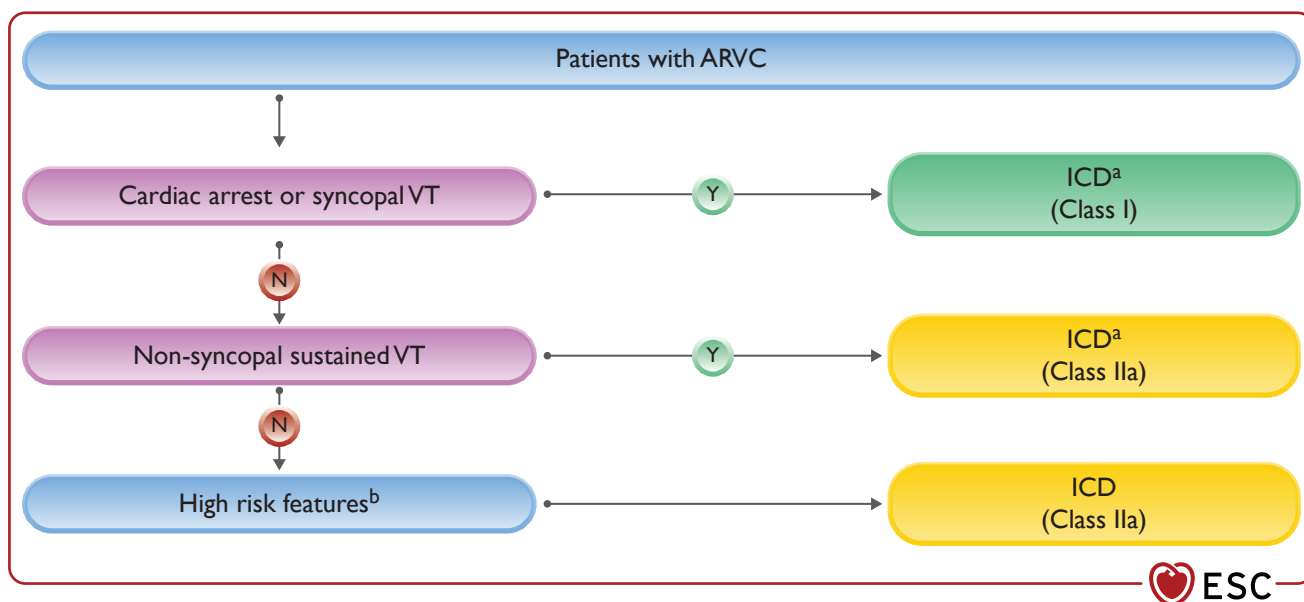 Patients with ARVC
Cardiac arrest or syncopal VT
Y
ICDa
(Class I)
N
Non-syncopal sustained VT
Y
ICDa
(Class IIa)
N
High risk featuresb
ICD
(Class IIa)
ESC